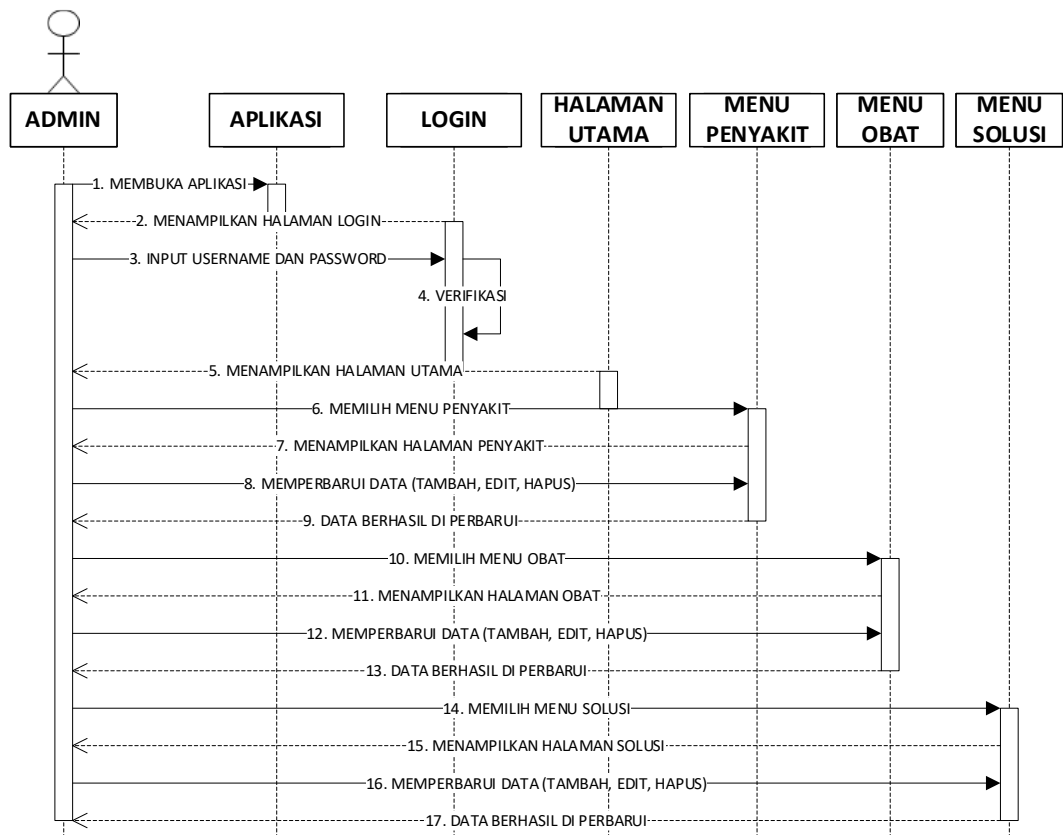 ADMIN
APLIKASI
LOGIN
HALAMAN
UTAMA
MENU
PENYAKIT
MENU
OBAT
MENU
SOLUSI
1. MEMBUKA APLIKASI
2. MENAMPILKAN HALAMAN LOGIN
3. INPUT USERNAME DAN PASSWORD
4. VERIFIKASI
5. MENAMPILKAN HALAMAN UTAMA
6. MEMILIH MENU PENYAKIT
7. MENAMPILKAN HALAMAN PENYAKIT
8. MEMPERBARUI DATA (TAMBAH, EDIT, HAPUS)
9. DATA BERHASIL DI PERBARUI
10. MEMILIH MENU OBAT
11. MENAMPILKAN HALAMAN OBAT
12. MEMPERBARUI DATA (TAMBAH, EDIT, HAPUS)
13. DATA BERHASIL DI PERBARUI
14. MEMILIH MENU SOLUSI
15. MENAMPILKAN HALAMAN SOLUSI
16. MEMPERBARUI DATA (TAMBAH, EDIT, HAPUS)
17. DATA BERHASIL DI PERBARUI